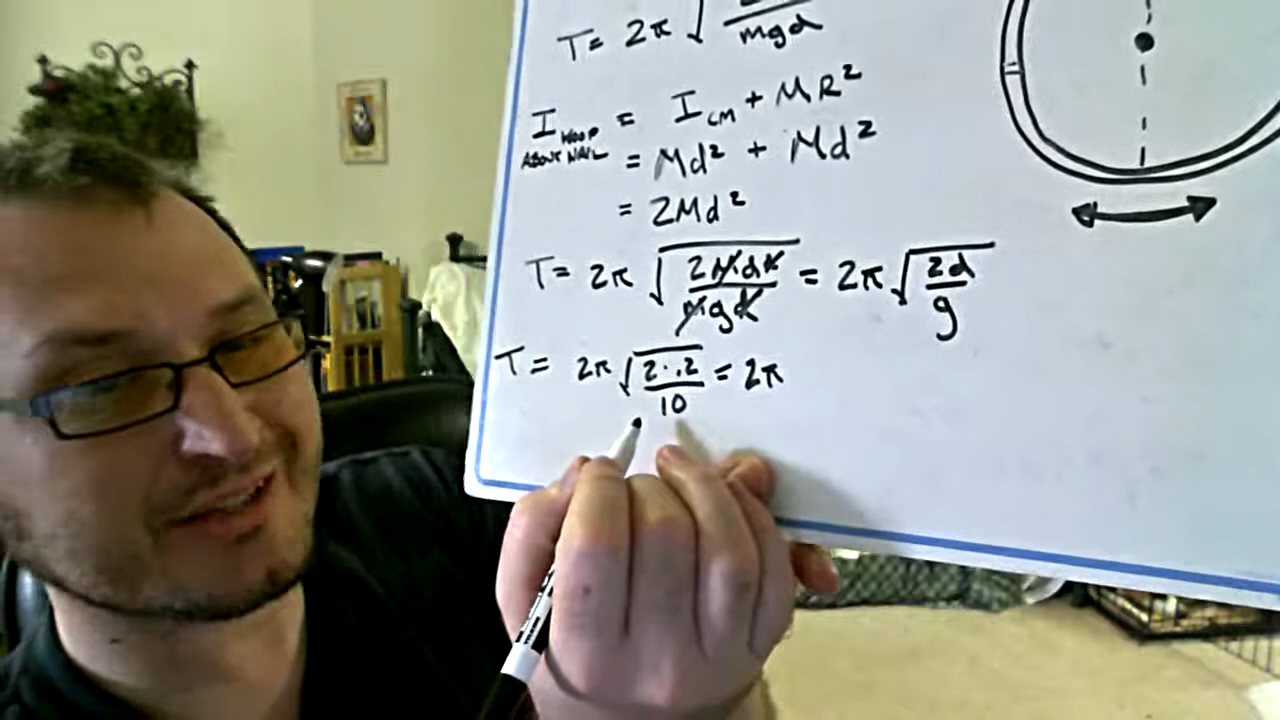 T = 2π √ mgd
I HOOP ABOUT NAIL = I CM + MR²
= Md² + Md²
= 2Md²
T = 2π √ 2Md² / mgd = 2π √ 2d / g
T = 2π √ 2·.2 / 10 = 2π